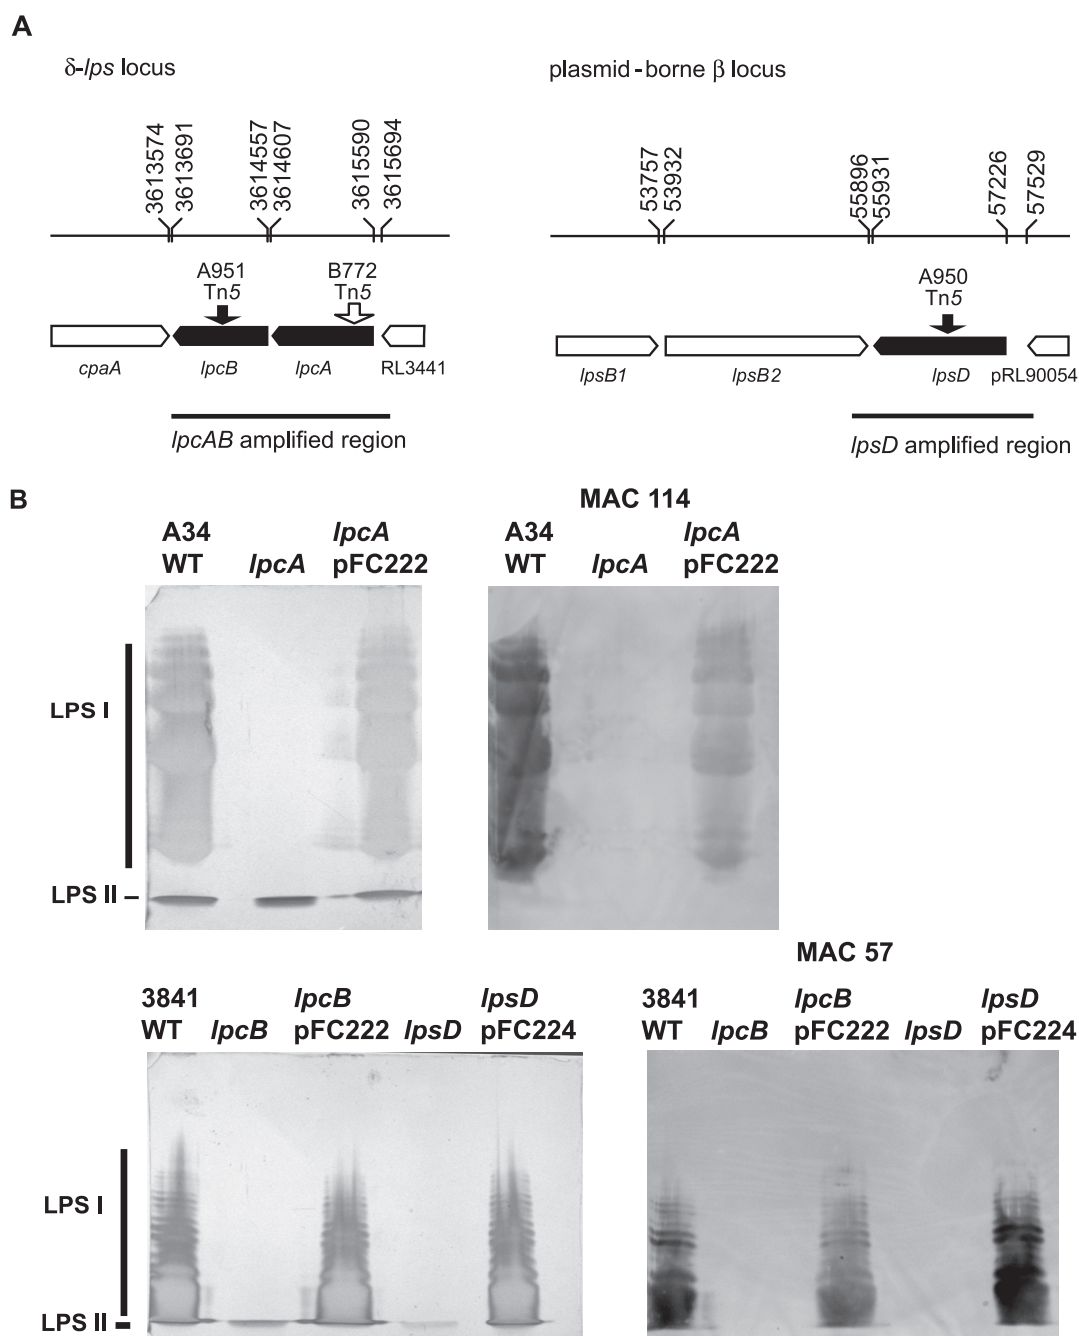 A
δ-lps locus
plasmid-borne β locus
3613574
3613691
3614557
3614607
3615590
3615694
53757
53932
55896
55931
57226
57529
A951
Tn5
B772
Tn5
A950
Tn5
cpaA
lpcB
lpcA
RL3441
lpsB1
lpsB2
lpsD
pRL90054
lpcAB amplified region
lpsD amplified region
B
MAC 114
A34
WT
lpcA
lpcA
pFC222
A34
WT
lpcA
lpcA
pFC222
LPS I
LPS II
MAC 57
3841
WT
lpcB
lpcB
pFC222
lpsD
lpsD
pFC224
3841
WT
lpcB
lpcB
pFC222
lpsD
lpsD
pFC224
LPS I
LPS II